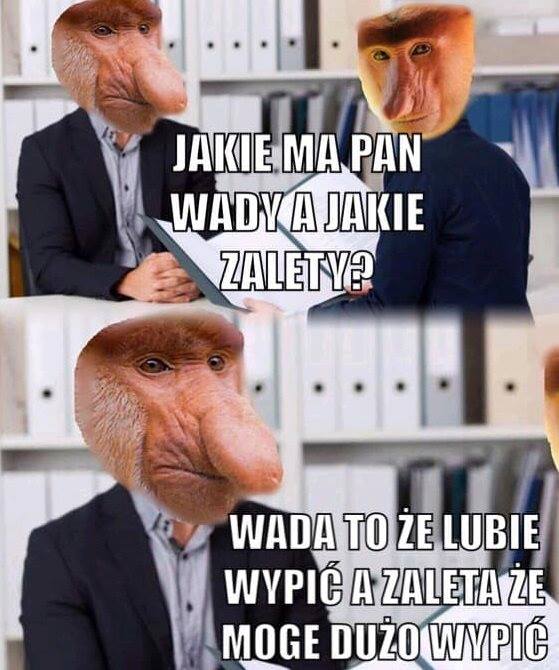 JAKIE MA PAN
WADY A JAKIE
ZALETY?
WADA TO ŻE LUBIE
WYPIĆ A ZALETA ŻE
MOGE DUŻO WYPIĆ